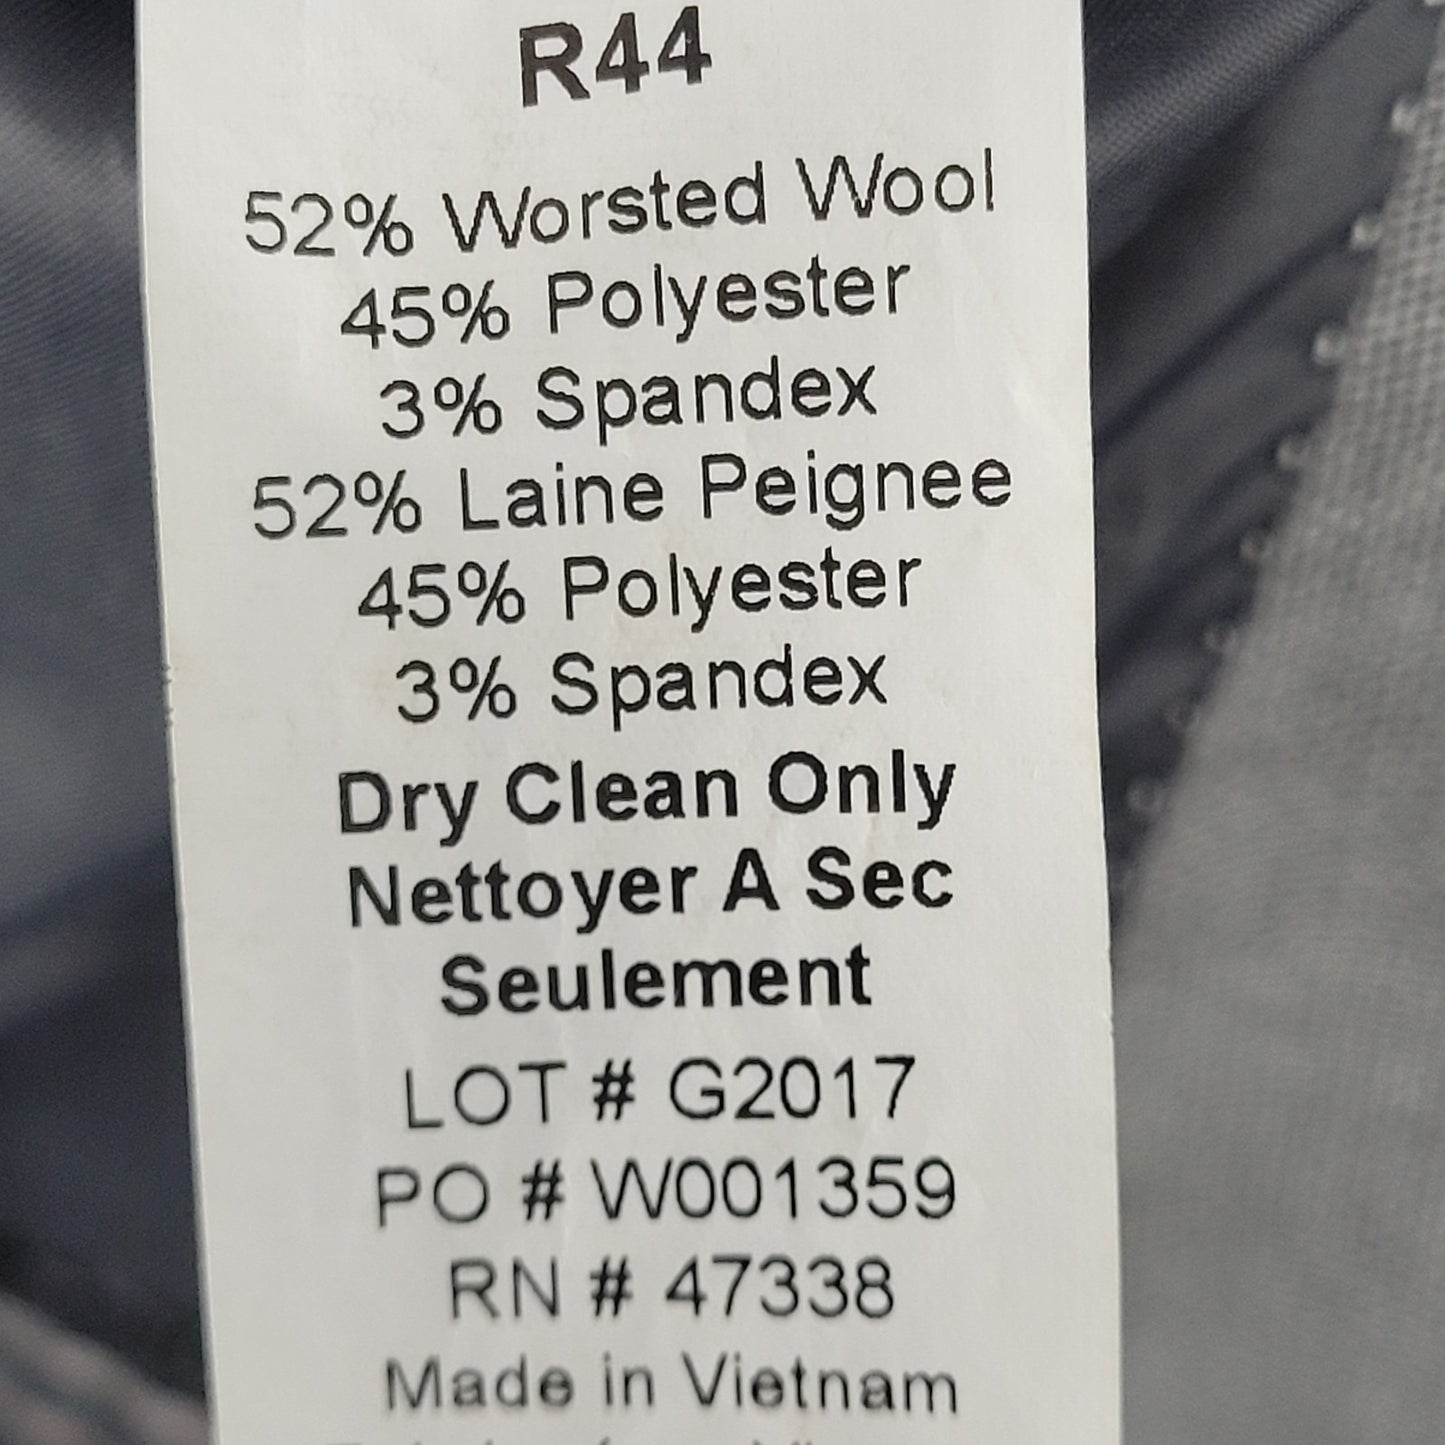 R44
52% Worsted Wool
45% Polyester
3% Spandex
52% Laine Peignee
45% Polyester
3% Spandex
Dry Clean Only
Nettoyer A Sec
Seulement
LOT # G2017
PO # W001359
RN # 47338
Made in Vietnam